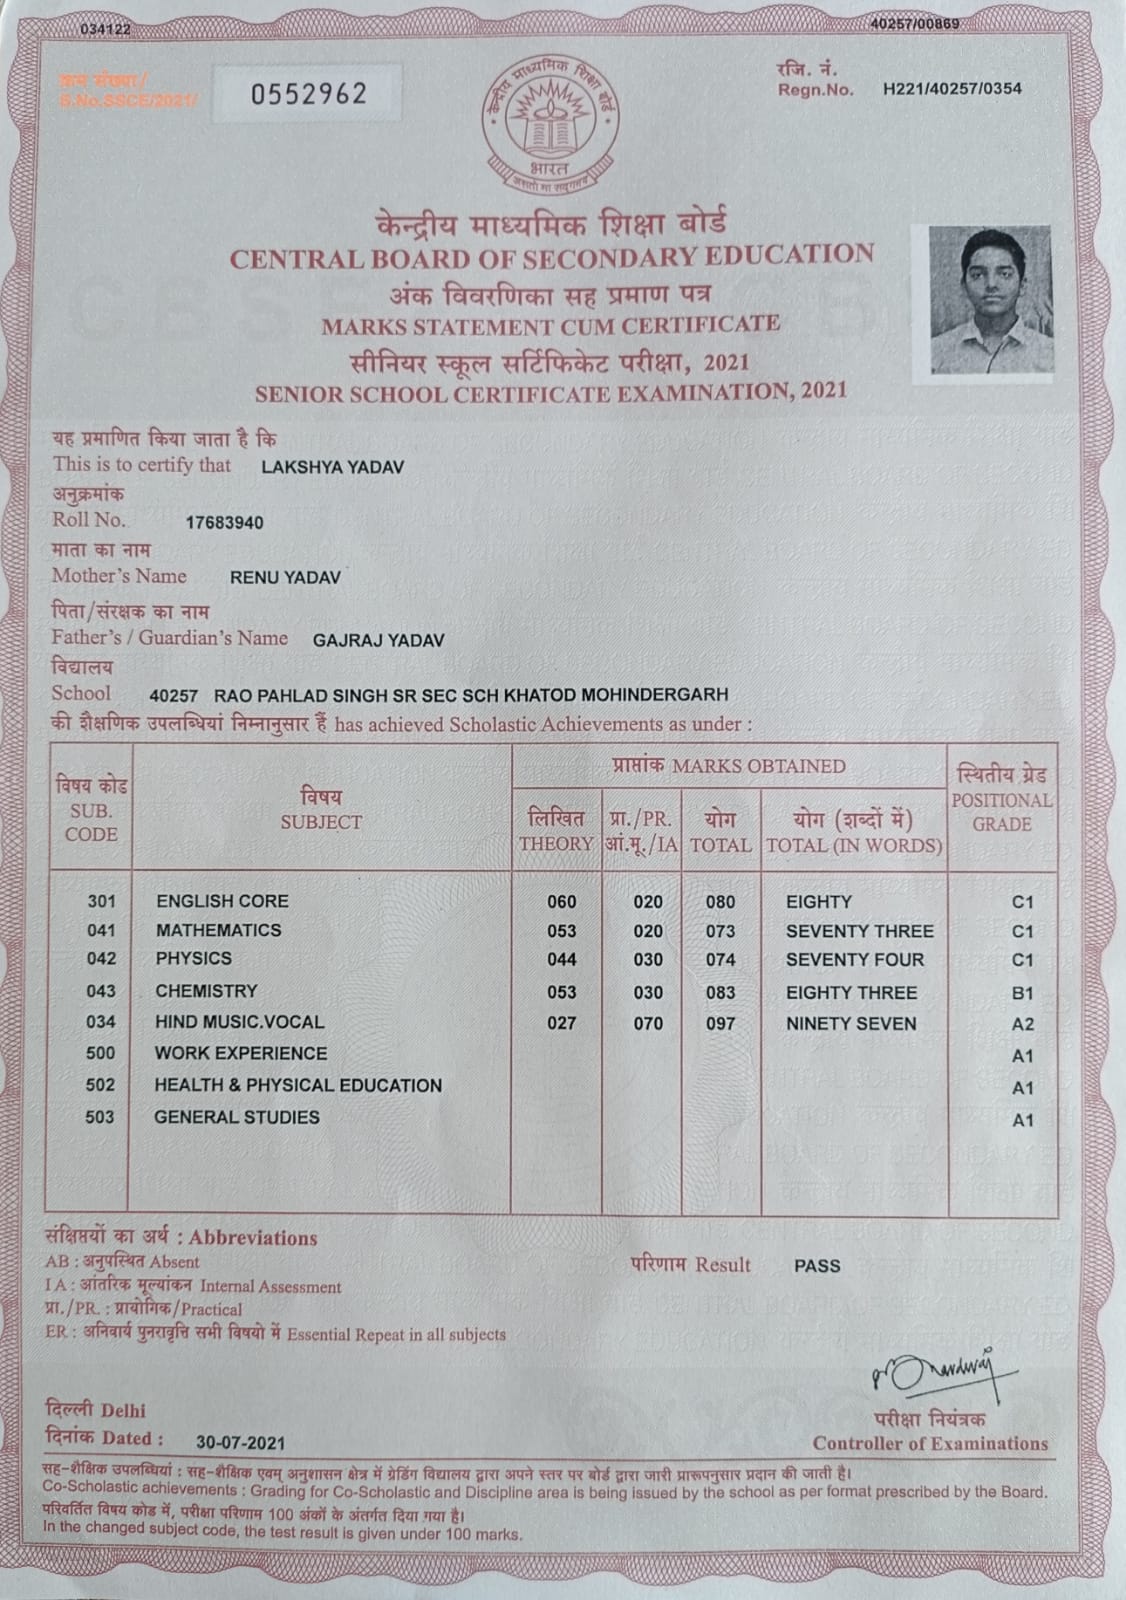 034122
40257/00869
क्रम संख्या/
S.No.SSCE/2021/
0552962
रजि. नं.
Regn.No. H221/40257/0354
केन्द्रीय माध्यमिक शिक्षा बोर्ड
भारत
असतो मा सद्गमय
केन्द्रीय माध्यमिक शिक्षा बोर्ड
CENTRAL BOARD OF SECONDARY EDUCATION
अंक विवरणिका सह प्रमाण पत्र
MARKS STATEMENT CUM CERTIFICATE
सीनियर स्कूल सर्टिफिकेट परीक्षा, 2021
SENIOR SCHOOL CERTIFICATE EXAMINATION, 2021
यह प्रमाणित किया जाता है कि
This is to certify that LAKSHYA YADAV
अनुक्रमांक
Roll No. 17683940
माता का नाम
Mother's Name RENU YADAV
पिता/संरक्षक का नाम
Father's / Guardian's Name GAJRAJ YADAV
विद्यालय
School 40257 RAO PAHLAD SINGH SR SEC SCH KHATOD MOHINDERGARH
की शैक्षणिक उपलब्धियां निम्नानुसार हैं has achieved Scholastic Achievements as under :
विषय कोड
SUB.
CODE
विषय
SUBJECT
प्राप्तांक MARKS OBTAINED
लिखित
THEORY
प्रा./PR.
आं.मू./IA
योग
TOTAL
योग (शब्दों में)
TOTAL (IN WORDS)
स्थितीय ग्रेड
POSITIONAL
GRADE
301 ENGLISH CORE 060 020 080 EIGHTY C1
041 MATHEMATICS 053 020 073 SEVENTY THREE C1
042 PHYSICS 044 030 074 SEVENTY FOUR C1
043 CHEMISTRY 053 030 083 EIGHTY THREE B1
034 HIND MUSIC.VOCAL 027 070 097 NINETY SEVEN A2
500 WORK EXPERIENCE A1
502 HEALTH & PHYSICAL EDUCATION A1
503 GENERAL STUDIES A1
संक्षिप्तयों का अर्थ : Abbreviations
AB : अनुपस्थित Absent
I A : आंतरिक मूल्यांकन Internal Assessment
प्रा./PR. : प्रायोगिक/Practical
ER : अनिवार्य पुनरावृत्ति सभी विषयो में Essential Repeat in all subjects
परिणाम Result PASS
दिल्ली Delhi
दिनांक Dated : 30-07-2021
परीक्षा नियंत्रक
Controller of Examinations
सह-शैक्षिक उपलब्धियां : सह-शैक्षिक एवम् अनुशासन क्षेत्र में ग्रेडिंग विद्यालय द्वारा अपने स्तर पर बोर्ड द्वारा जारी प्रारूपनुसार प्रदान की जाती है।
Co-Scholastic achievements : Grading for Co-Scholastic and Discipline area is being issued by the school as per format prescribed by the Board.
परिवर्तित विषय कोड में, परीक्षा परिणाम 100 अंकों के अंतर्गत दिया गया है।
In the changed subject code, the test result is given under 100 marks.